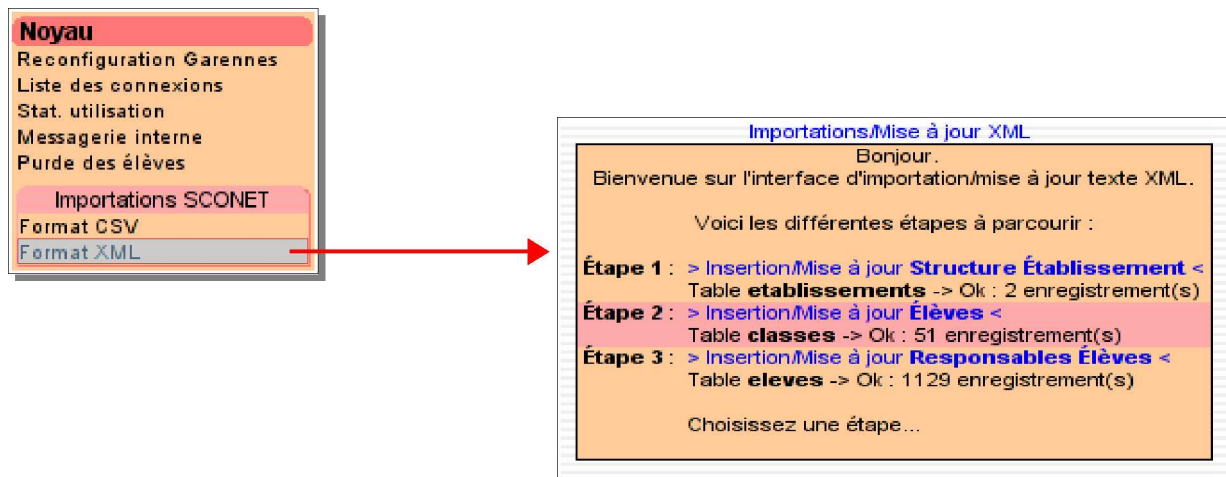 Noyau
Reconfiguration Garennes
Liste des connexions
Stat. utilisation
Messagerie interne
Purde des élèves
Importations SCONET
Format CSV
Format XML
Importations/Mise à jour XML
Bonjour.
Bienvenue sur l'interface d'importation/mise à jour texte XML.
Voici les différentes étapes à parcourir :
Étape 1 : > Insertion/Mise à jour Structure Établissement <
Table etablissements -> Ok : 2 enregistrement(s)
Étape 2 : > Insertion/Mise à jour Élèves <
Table classes -> Ok : 51 enregistrement(s)
Étape 3 : > Insertion/Mise à jour Responsables Élèves <
Table eleves -> Ok : 1129 enregistrement(s)
Choisissez une étape...